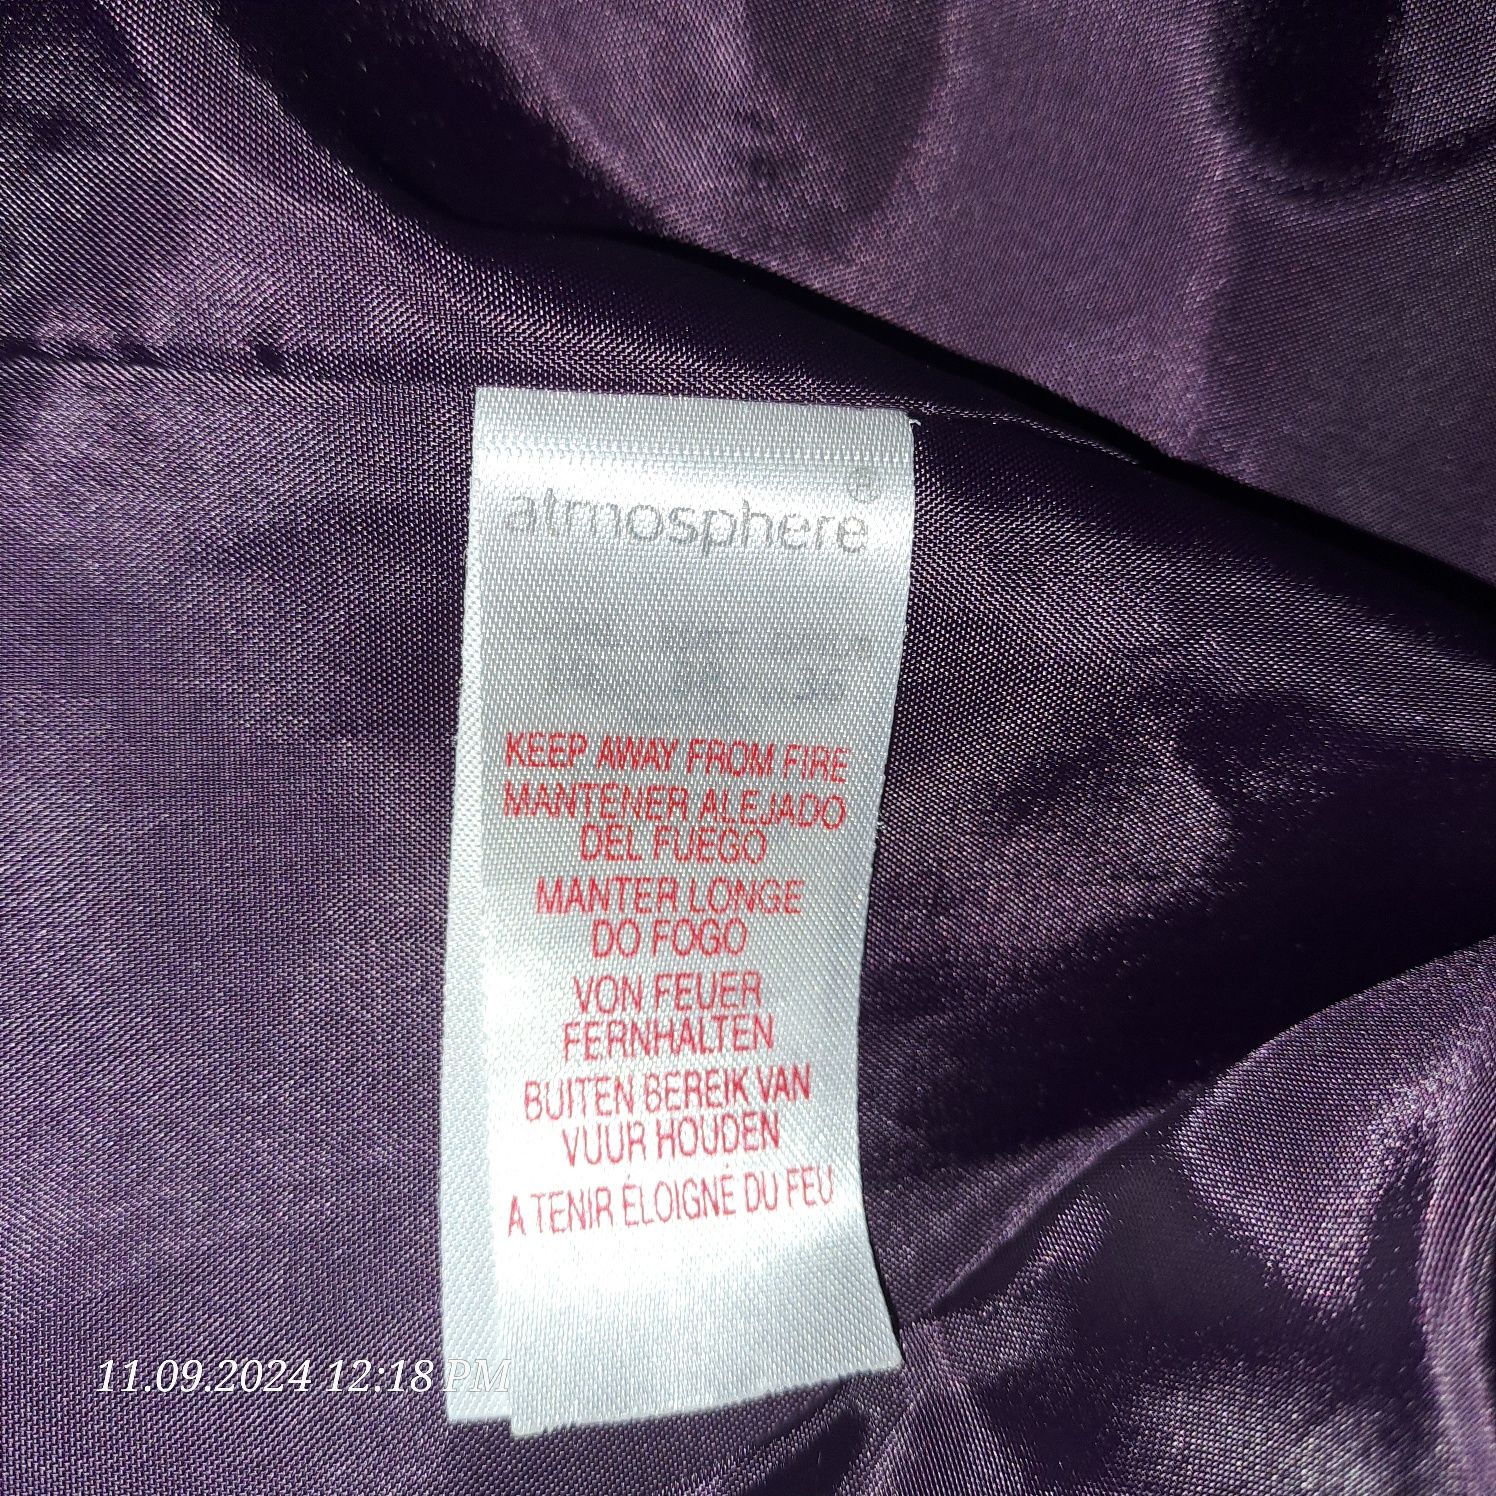 atmosphere®
KEEP AWAY FROM FIRE
MANTENER ALEJADO
DEL FUEGO
MANTER LONGE
DO FOGO
VON FEUER
FERNHALTEN
BUITEN BEREIK VAN
VUUR HOUDEN
A TENIR ÉLOIGNÉ DU FEU
11.09.2024 12:18 PM